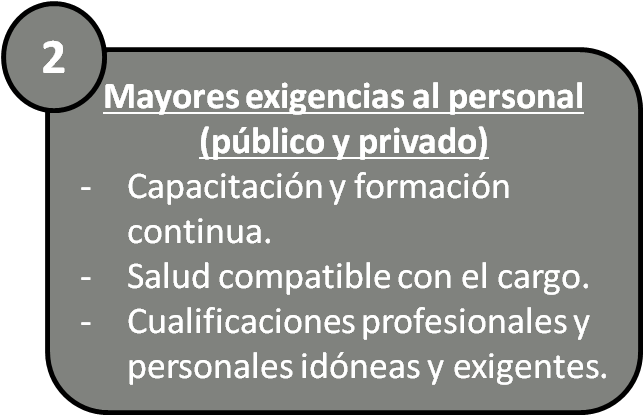 2
Mayores exigencias al personal
(público y privado)
- Capacitación y formación
continua.
- Salud compatible con el cargo.
- Cualificaciones profesionales y
personales idóneas y exigentes.